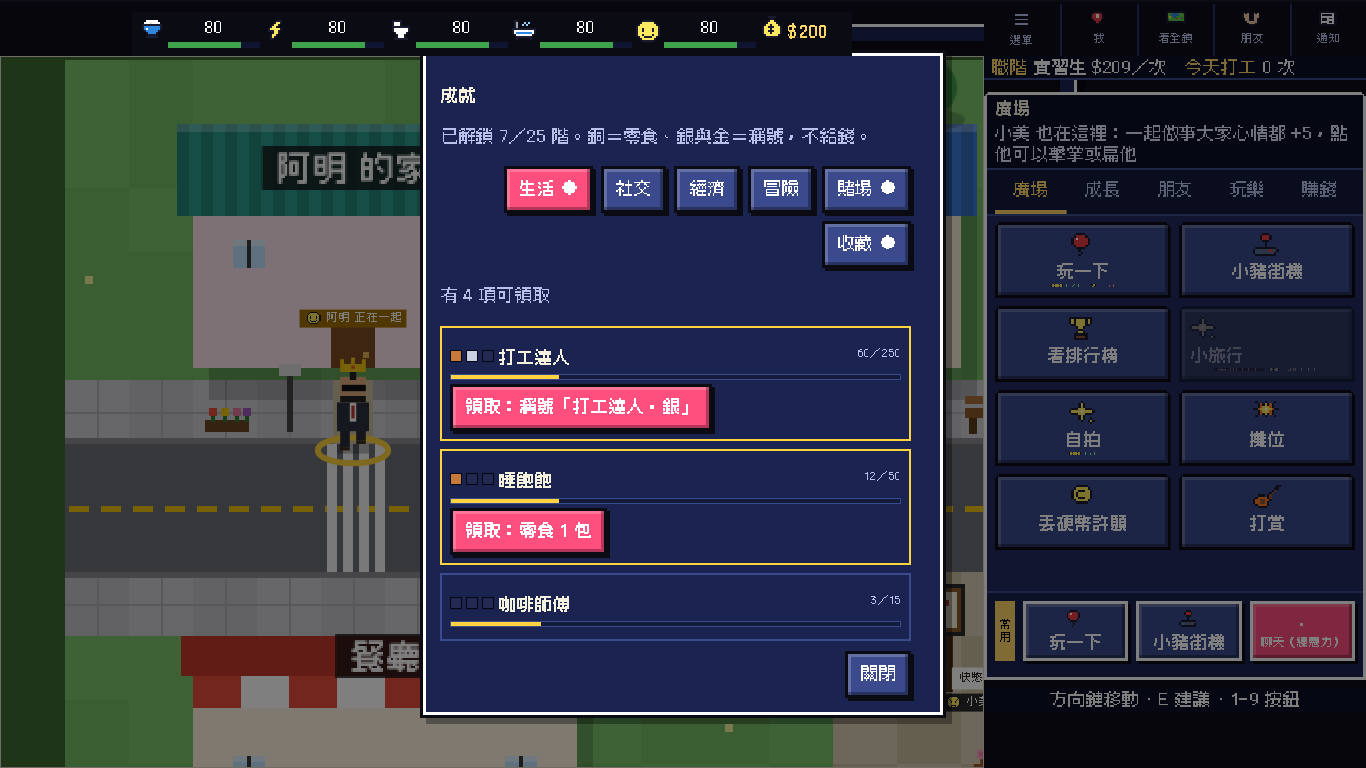 80 80 80 80 80 $200
選單 我 看全鎮 朋友 通知
職階 實習生 $209／次 今天打工 0 次
成就
已解鎖 7／25 階。銅＝零食、銀與金＝稱號，不給錢。
生活 社交 經濟 冒險 賭場
收藏
有 4 項可領取
打工達人 60／250
領取：稱號「打工達人・銀」
睡飽飽 12／50
領取：零食 1 包
咖啡師傅 3／15
關閉
阿明 的家
阿明 正在一起
餐廳
小美
廣場
小美 也在這裡：一起做事大家心情都 +5，點
他可以擊掌或扁他
廣場 成長 朋友 玩樂 賺錢
玩一下 小豬街機
看排行榜 小旅行
自拍 攤位
丟硬幣許願 打賞
常用
玩一下 小豬街機
方向鍵移動・E 建議・1-9 按鈕